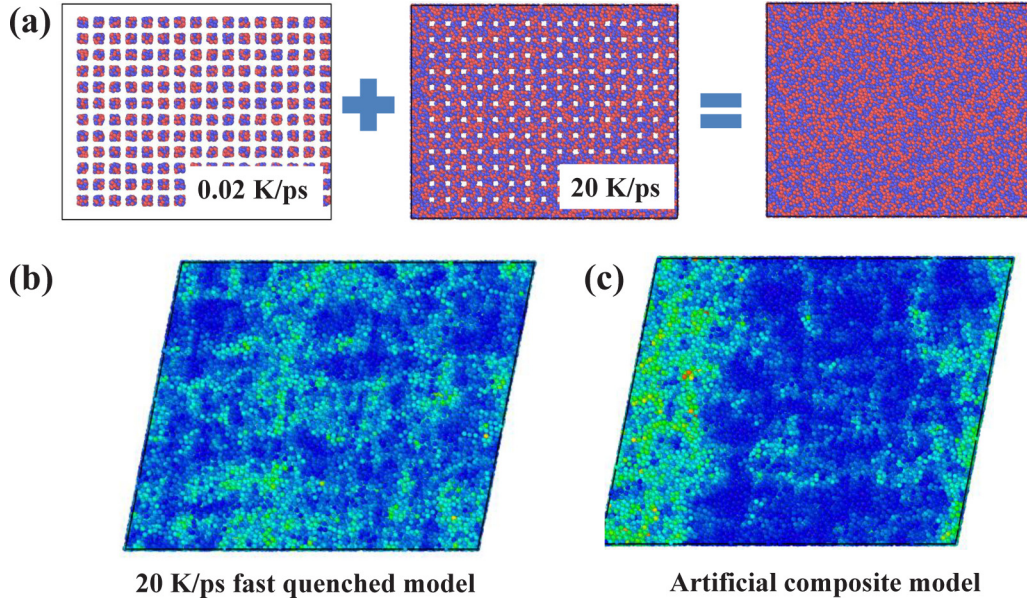 (a)
0.02 K/ps
20 K/ps
(b)
(c)
20 K/ps fast quenched model
Artificial composite model